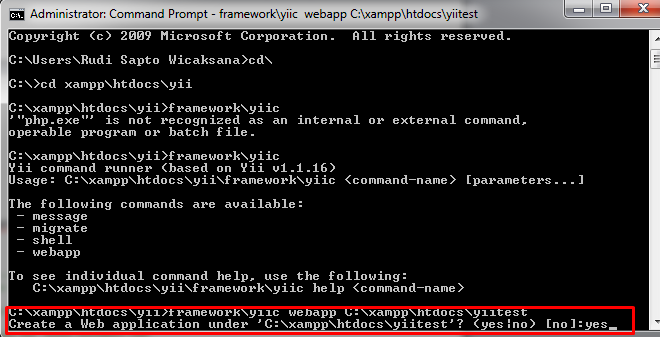 Administrator: Command Prompt - framework\yiic webapp C:\xampp\htdocs\yiitest
Copyright (c) 2009 Microsoft Corporation. All rights reserved.
C:\Users\Rudi Sapto Wicaksana>cd\
C:\>cd xampp\htdocs\yii
C:\xampp\htdocs\yii>framework\yiic
'"php.exe"' is not recognized as an internal or external command,
operable program or batch file.
C:\xampp\htdocs\yii>framework\yiic
Yii command runner (based on Yii v1.1.16)
Usage: C:\xampp\htdocs\yii\framework\yiic <command-name> [parameters...]
The following commands are available:
- message
- migrate
- shell
- webapp
To see individual command help, use the following:
C:\xampp\htdocs\yii\framework\yiic help <command-name>
C:\xampp\htdocs\yii>framework\yiic webapp C:\xampp\htdocs\yiitest
Create a Web application under 'C:\xampp\htdocs\yiitest'? (yes|no) [no]:yes_